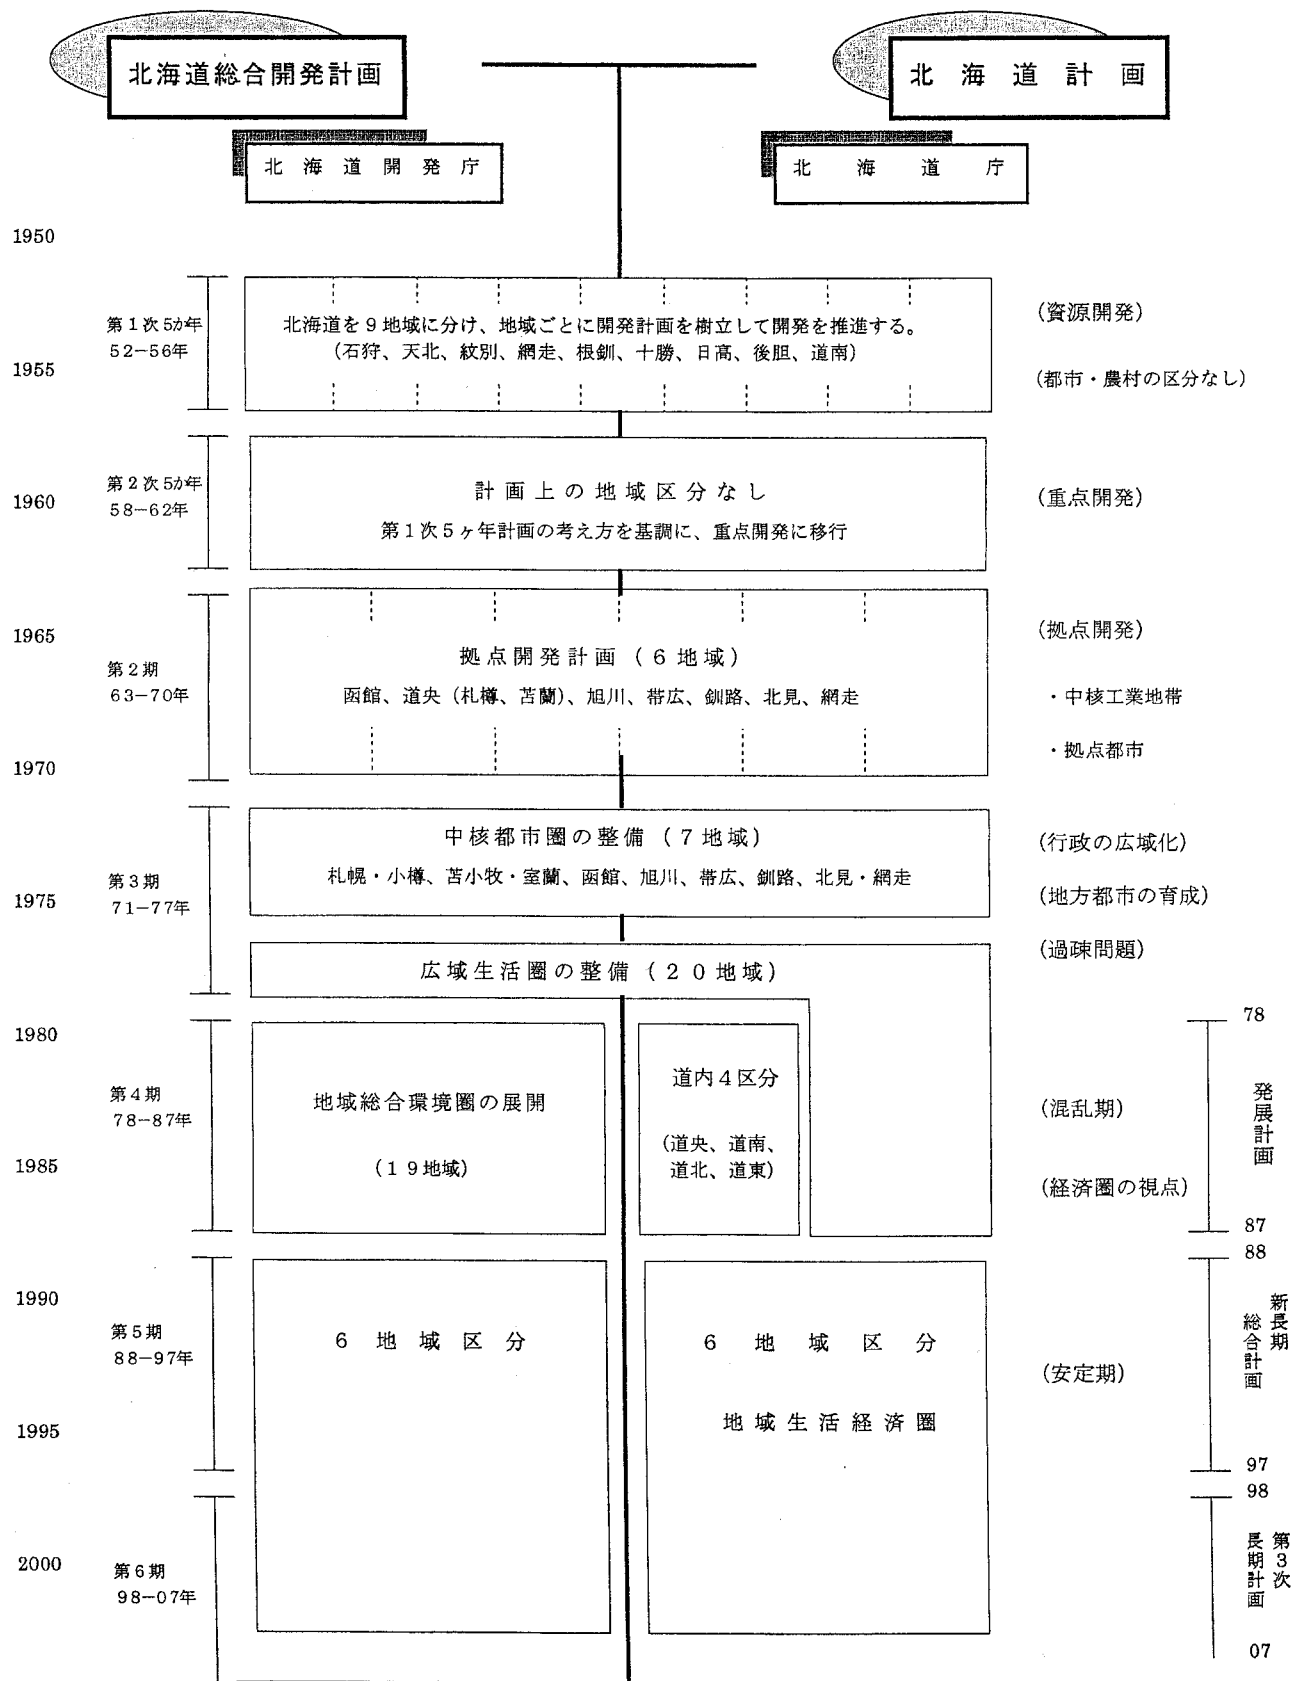 北海道総合開発計画
北海道計画
北海道開発庁
北海道庁
1950
第1次5か年
52−56年
北海道を9地域に分け、地域ごとに開発計画を樹立して開発を推進する。
(石狩、天北、紋別、網走、根釧、十勝、日高、後胆、道南)
(資源開発)
1955
(都市・農村の区分なし)
第2次5か年
58−62年
計画上の地域区分なし
第1次5ヶ年計画の考え方を基調に、重点開発に移行
(重点開発)
1960
1965
第2期
63−70年
拠点開発計画(6地域)
函館、道央(札樽、苫蘭)、旭川、帯広、釧路、北見、網走
(拠点開発)
・中核工業地帯
・拠点都市
1970
中核都市圏の整備(7地域)
札幌・小樽、苫小牧・室蘭、函館、旭川、帯広、釧路、北見・網走
第3期
71−77年
1975
(行政の広域化)
(地方都市の育成)
(過疎問題)
広域生活圏の整備(20地域)
1980
第4期
78−87年
1985
地域総合環境圏の展開
(19地域)
道内4区分
(道央、道南、
道北、道東)
(混乱期)
(経済圏の視点)
78
発展計画
87
88
1990
第5期
88−97年
1995
6地域区分
6地域区分
地域生活経済圏
(安定期)
新長期
総合計画
97
98
2000
第6期
98−07年
第3次
長期計画
07